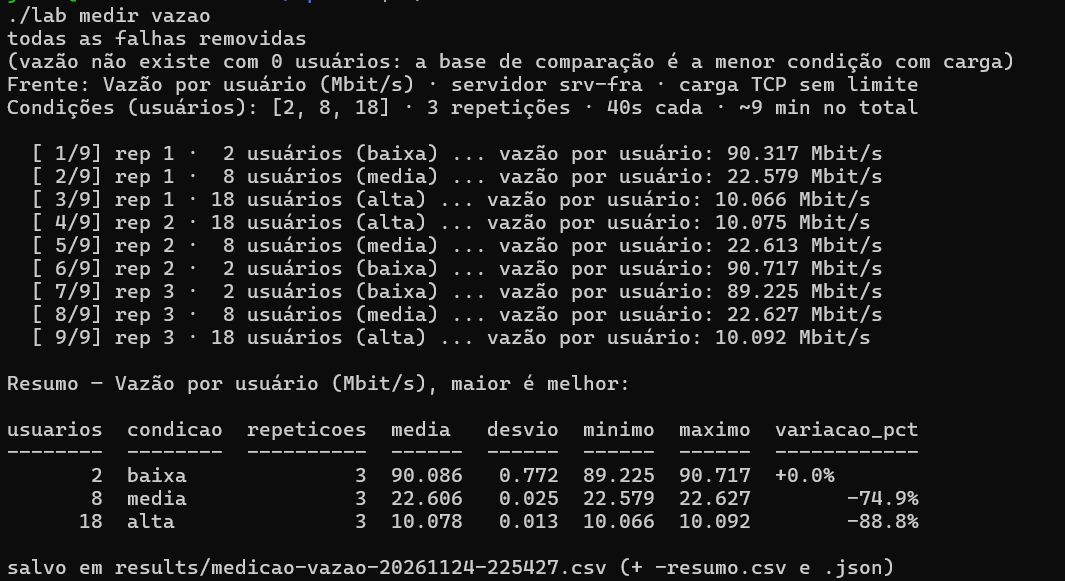 ./lab medir vazao
todas as falhas removidas
(vazão não existe com 0 usuários: a base de comparação é a menor condição com carga)
Frente: Vazão por usuário (Mbit/s) · servidor srv-fra · carga TCP sem limite
Condições (usuários): [2, 8, 18] · 3 repetições · 40s cada · ~9 min no total
[ 1/9] rep 1 ·  2 usuários (baixa) ... vazão por usuário: 90.317 Mbit/s
[ 2/9] rep 1 ·  8 usuários (media) ... vazão por usuário: 22.579 Mbit/s
[ 3/9] rep 1 · 18 usuários (alta) ... vazão por usuário: 10.066 Mbit/s
[ 4/9] rep 2 · 18 usuários (alta) ... vazão por usuário: 10.075 Mbit/s
[ 5/9] rep 2 ·  8 usuários (media) ... vazão por usuário: 22.613 Mbit/s
[ 6/9] rep 2 ·  2 usuários (baixa) ... vazão por usuário: 90.717 Mbit/s
[ 7/9] rep 3 ·  2 usuários (baixa) ... vazão por usuário: 89.225 Mbit/s
[ 8/9] rep 3 ·  8 usuários (media) ... vazão por usuário: 22.627 Mbit/s
[ 9/9] rep 3 · 18 usuários (alta) ... vazão por usuário: 10.092 Mbit/s
Resumo — Vazão por usuário (Mbit/s), maior é melhor:
usuarios  condicao  repeticoes  media   desvio  minimo  maximo  variacao_pct
--------  --------  ----------  ------  ------  ------  ------  ------------
2  baixa              3  90.086   0.772  89.225  90.717  +0.0%
8  media              3  22.606   0.025  22.579  22.627        -74.9%
18  alta               3  10.078   0.013  10.066  10.092        -88.8%
salvo em results/medicao-vazao-20261124-225427.csv (+ -resumo.csv e .json)